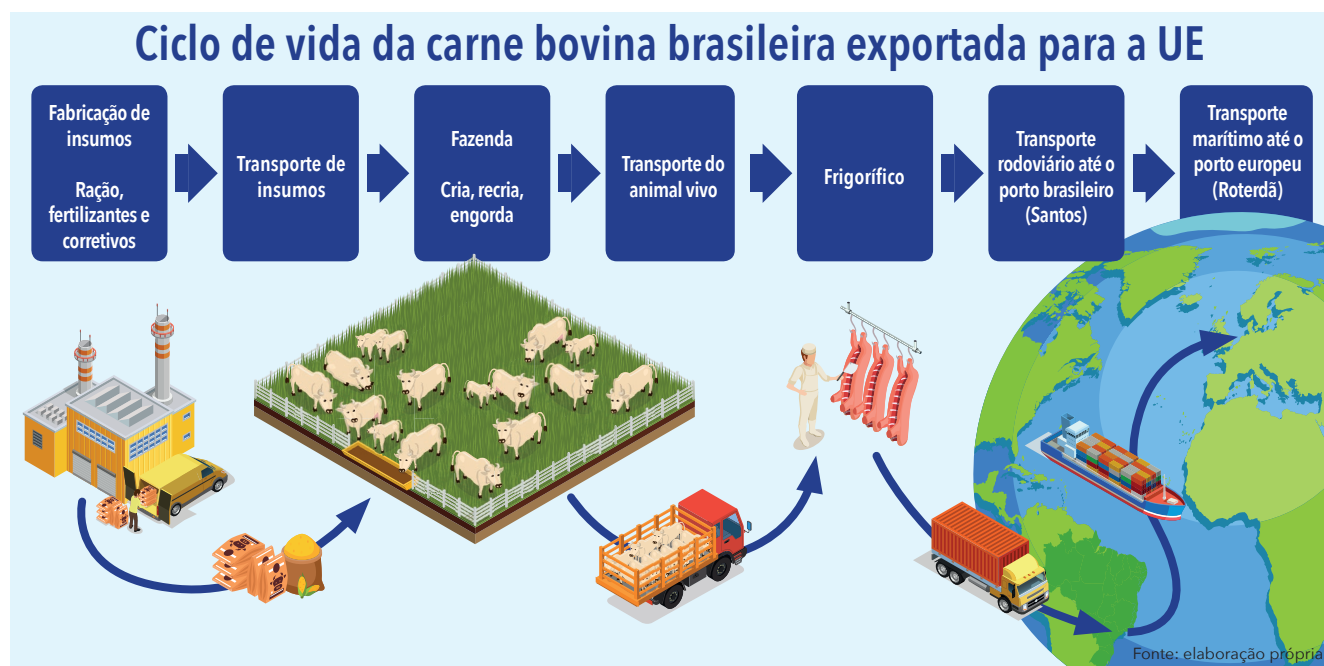 Ciclo de vida da carne bovina brasileira exportada para a UE
Fabricação de
insumos
Ração,
fertilizantes e
corretivos
Transporte de
insumos
Fazenda
Cria, recria,
engorda
Transporte do
animal vivo
Frigorífico
Transporte
rodoviário até o
porto brasileiro
(Santos)
Transporte
marítimo até o
porto europeu
(Roterdã)
Fonte: elaboração própria